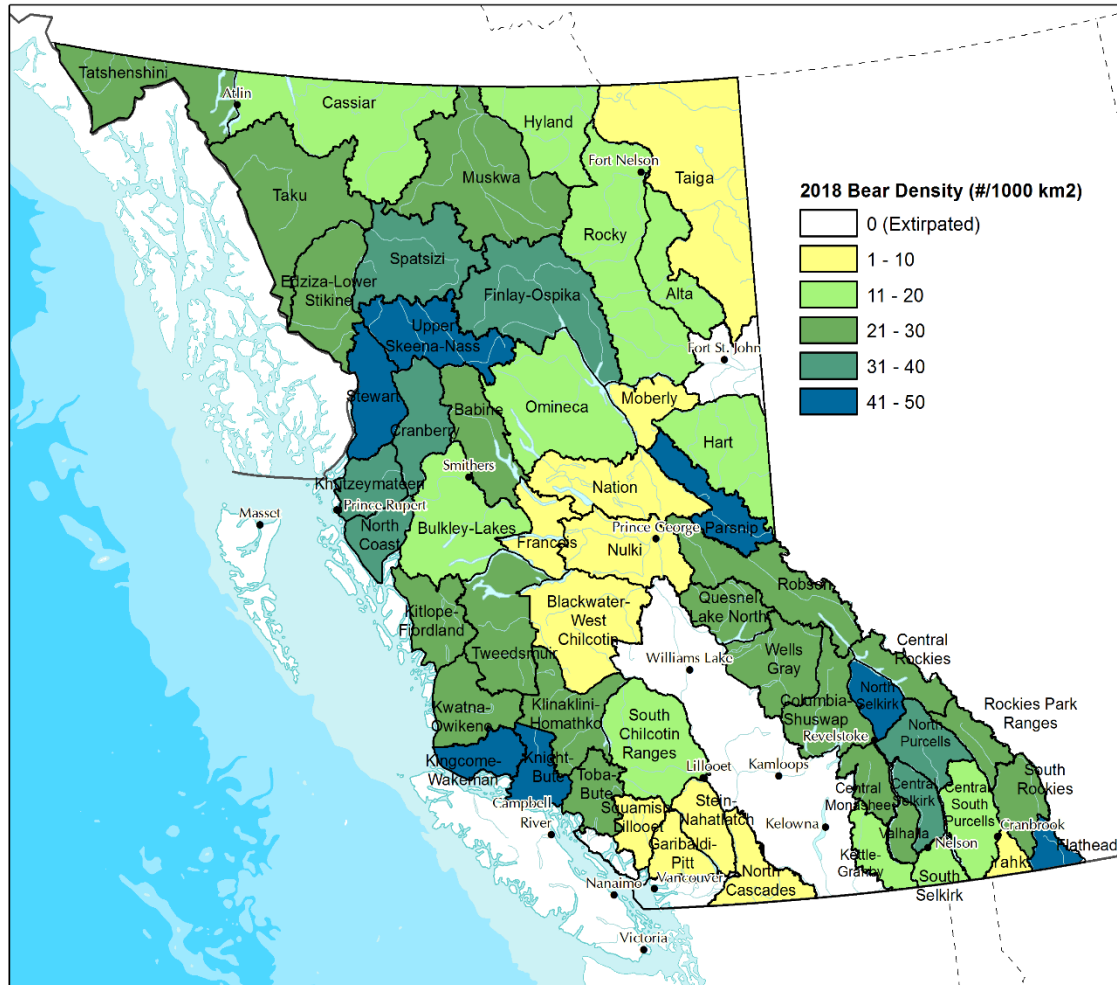 Tatshenshini
Atlin
Cassiar
Hyland
Fort Nelson
Taiga
Muskwa
Taku
Rocky
Spatsizi
Edziza-Lower
Stikine
Finlay-Ospika
Alta
Upper
Skeena-Nass
Fort St. John
Stewart
Babine
Omineca
Moberly
Cranberry
Hart
Smithers
Khutzeymateen
Nation
Prince Rupert
Masset
North
Coast
Bulkley-Lakes
Prince George
Parsnip
Francois
Nulki
Robson
Blackwater-
West
Chilcotin
Quesnel
Lake North
Kitlope-
Fiordland
Tweedsmuir
Williams Lake
Wells
Gray
Central
Rockies
North
Selkirk
Kwatna-
Owikeno
Klinaklini-
Homathko
South
Chilcotin
Ranges
Columbia-
Shuswap
Revelstoke
North
Purcells
Rockies Park
Ranges
Kingcome-
Wakeman
Knight-
Bute
Toba-
Bute
Lillooet
Kamloops
Central
Monashee
Central
Selkirk
Central
South
Purcells
South
Rockies
Campbell
River
Squamish-
Lillooet
Stein-
Nahatlatch
Kelowna
Valhalla
Nelson
Cranbrook
Garibaldi-
Pitt
Kettle-
Granby
Yahk
Flathead
Nanaimo
Vancouver
North
Cascades
South
Selkirk
Victoria
2018 Bear Density (#/1000 km2)
0 (Extirpated)
1 - 10
11 - 20
21 - 30
31 - 40
41 - 50